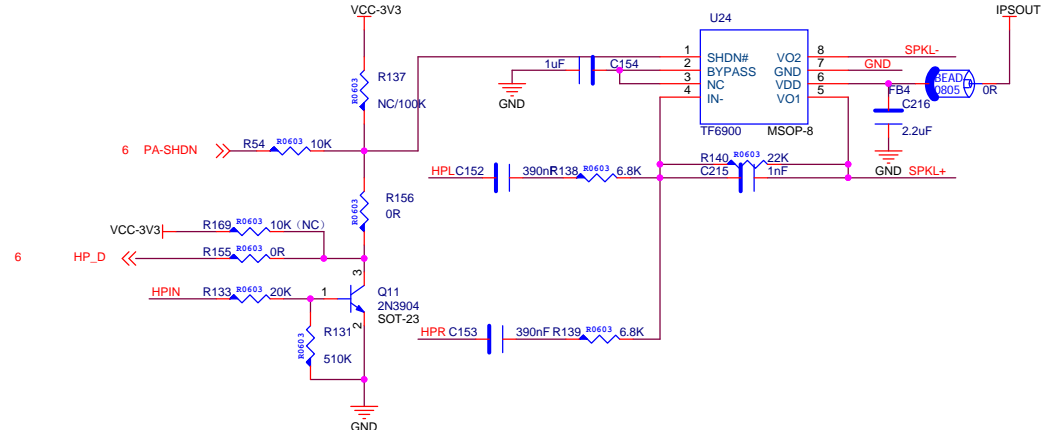 VCC-3V3
IPSOUT
U24
1 SHDN# VO2 8 SPKL-
2 BYPASS GND 7 GND
3 NC VDD 6
4 IN- VO1 5
TF6900 MSOP-8
1uF C154
GND
BEAD
0805
FB4 0R
C216
2.2uF
GND
R0603 R137
NC/100K
6 PA-SHDN R54 R0603 10K
R140 R0603 22K
C215 1nF SPKL+
HPL C152 390nF R138 R0603 6.8K
R0603 R156
0R
VCC-3V3 R169 R0603 10K（NC）
6 HP_D R155 R0603 0R
3
HPIN R133 R0603 20K 1 Q11
2N3904
SOT-23
2
R0603 R131
510K
HPR C153 390nF R139 R0603 6.8K
GND